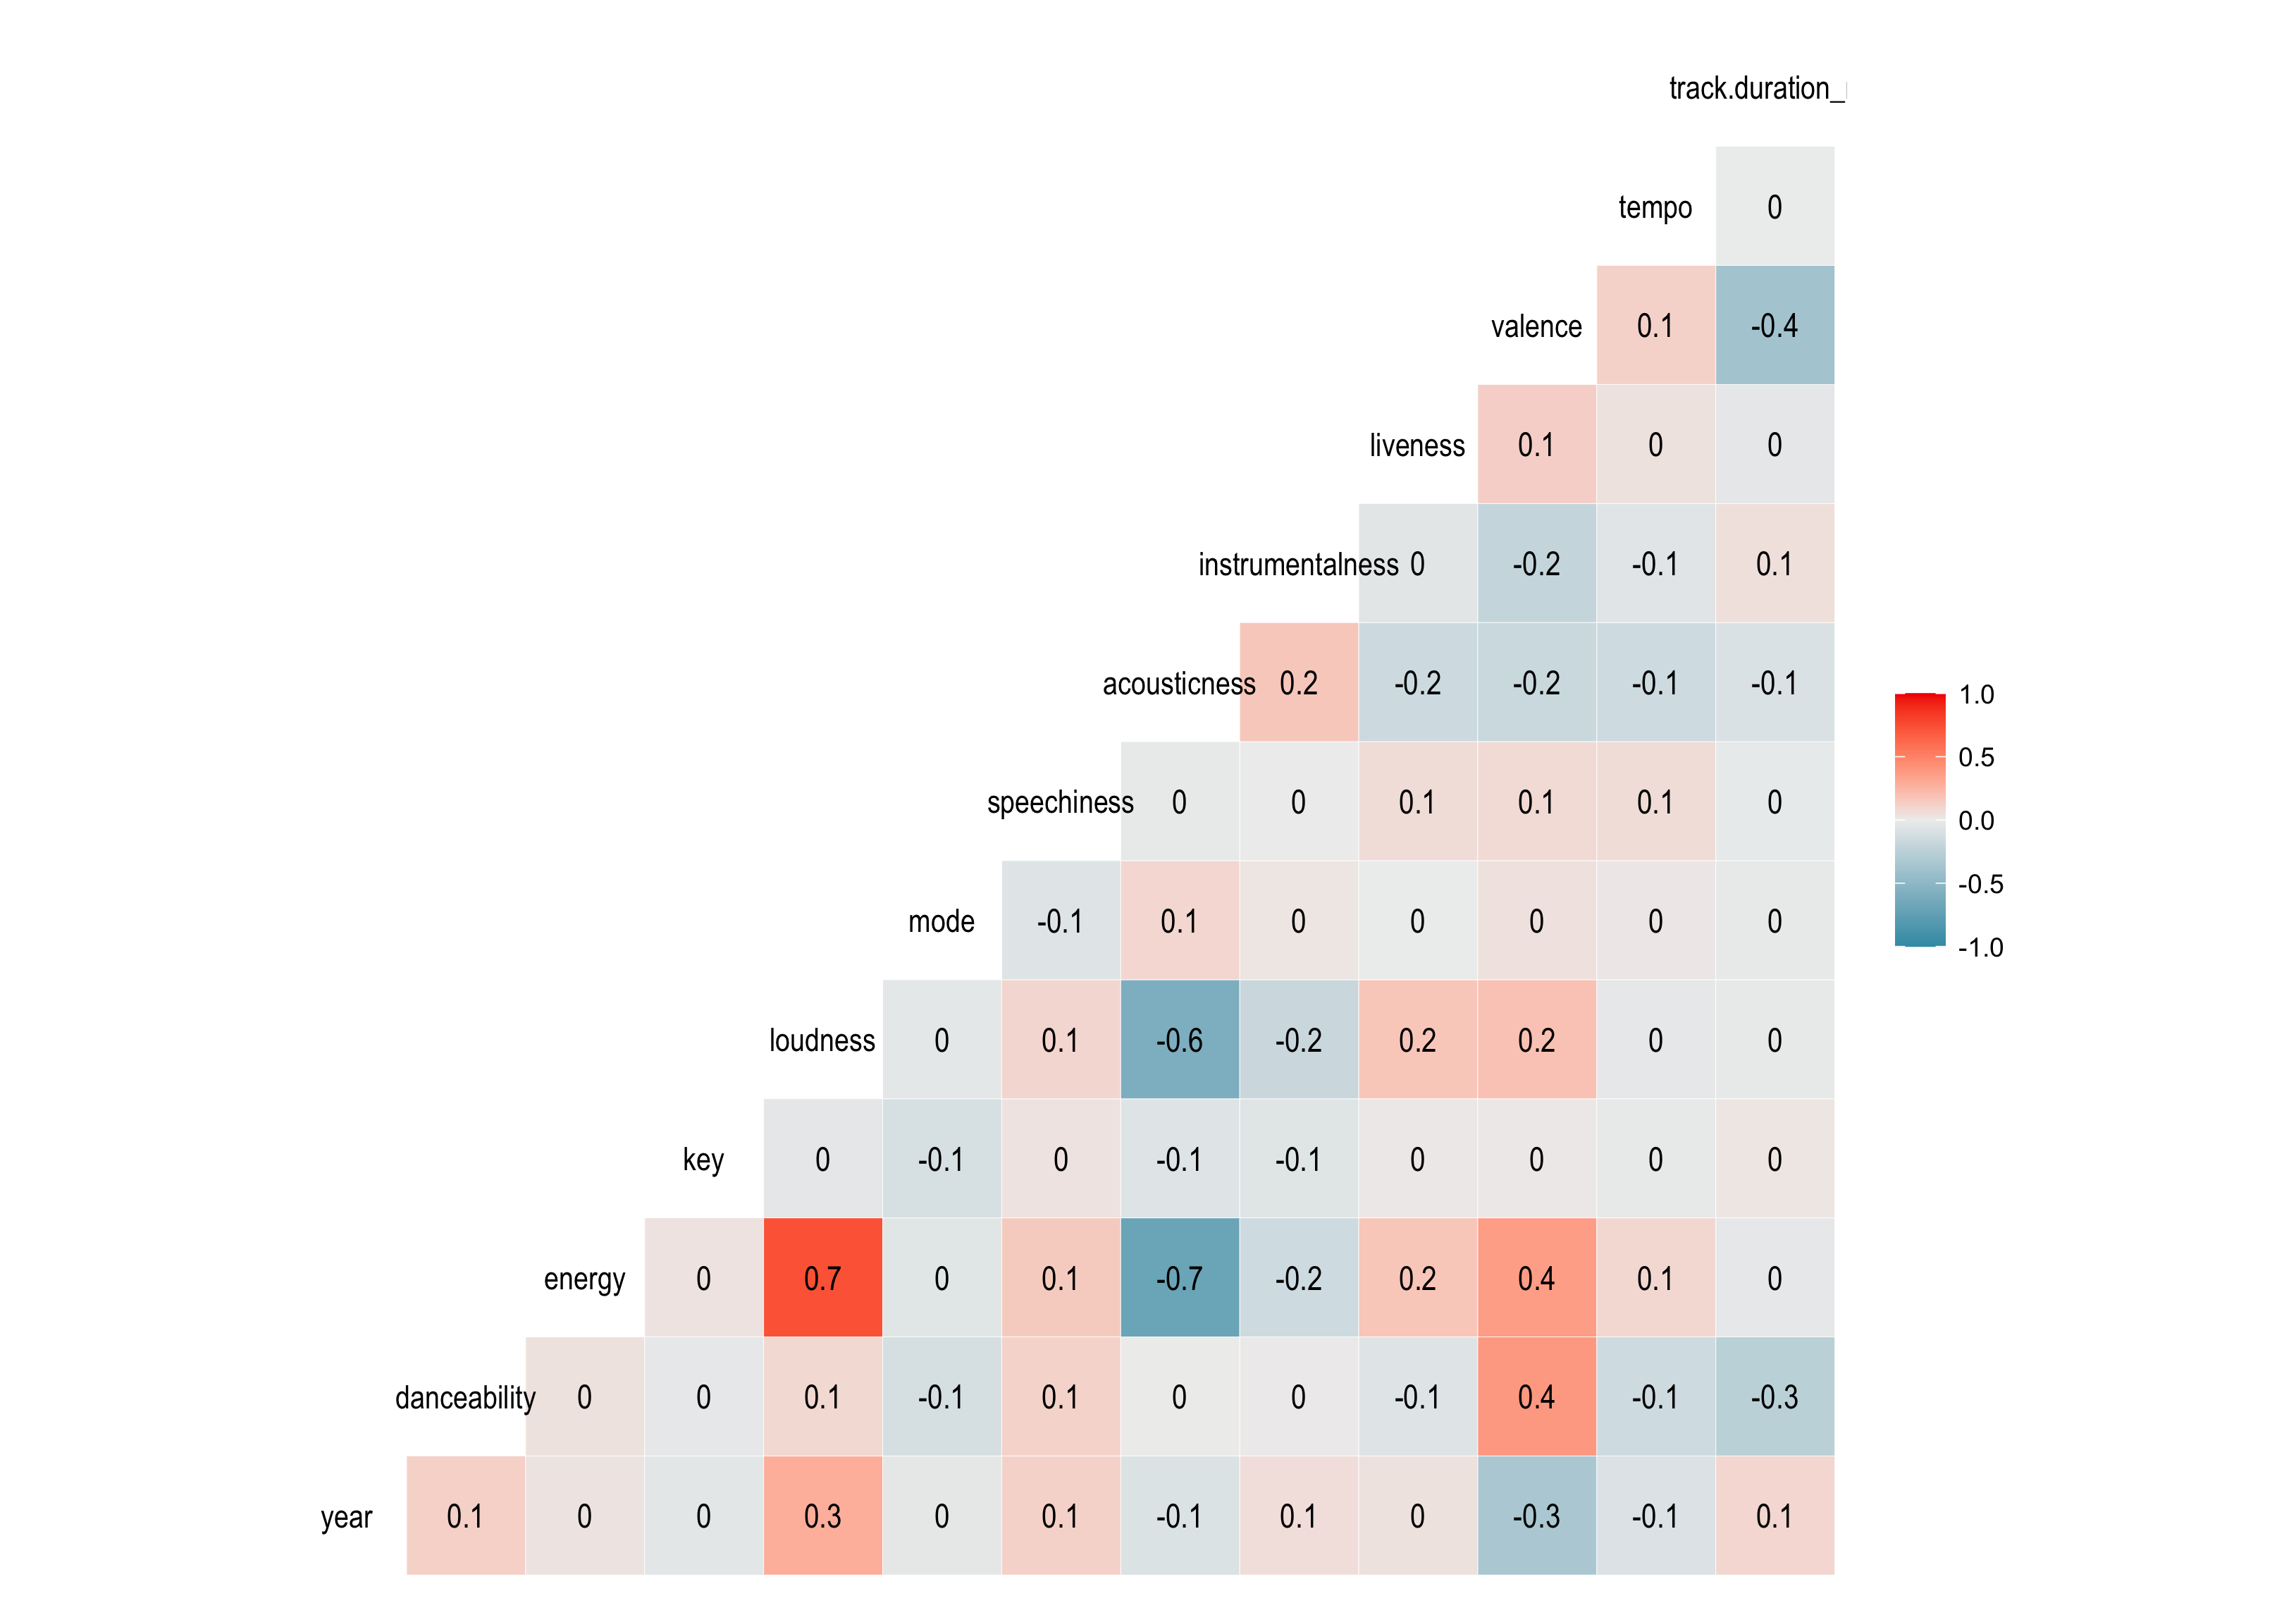 track.duration_
tempo 0
valence 0.1 -0.4
liveness 0.1 0 0
instrumentalness 0 -0.2 -0.1 0.1
acousticness 0.2 -0.2 -0.2 -0.1 -0.1
speechiness 0 0 0.1 0.1 0.1 0
mode -0.1 0.1 0 0 0 0 0
loudness 0 0.1 -0.6 -0.2 0.2 0.2 0 0
key 0 -0.1 0 -0.1 -0.1 0 0 0 0
energy 0 0.7 0 0.1 -0.7 -0.2 0.2 0.4 0.1 0
danceability 0 0 0.1 -0.1 0.1 0 0 -0.1 0.4 -0.1 -0.3
year 0.1 0 0 0.3 0 0.1 -0.1 0.1 0 -0.3 -0.1 0.1
1.0
0.5
0.0
-0.5
-1.0